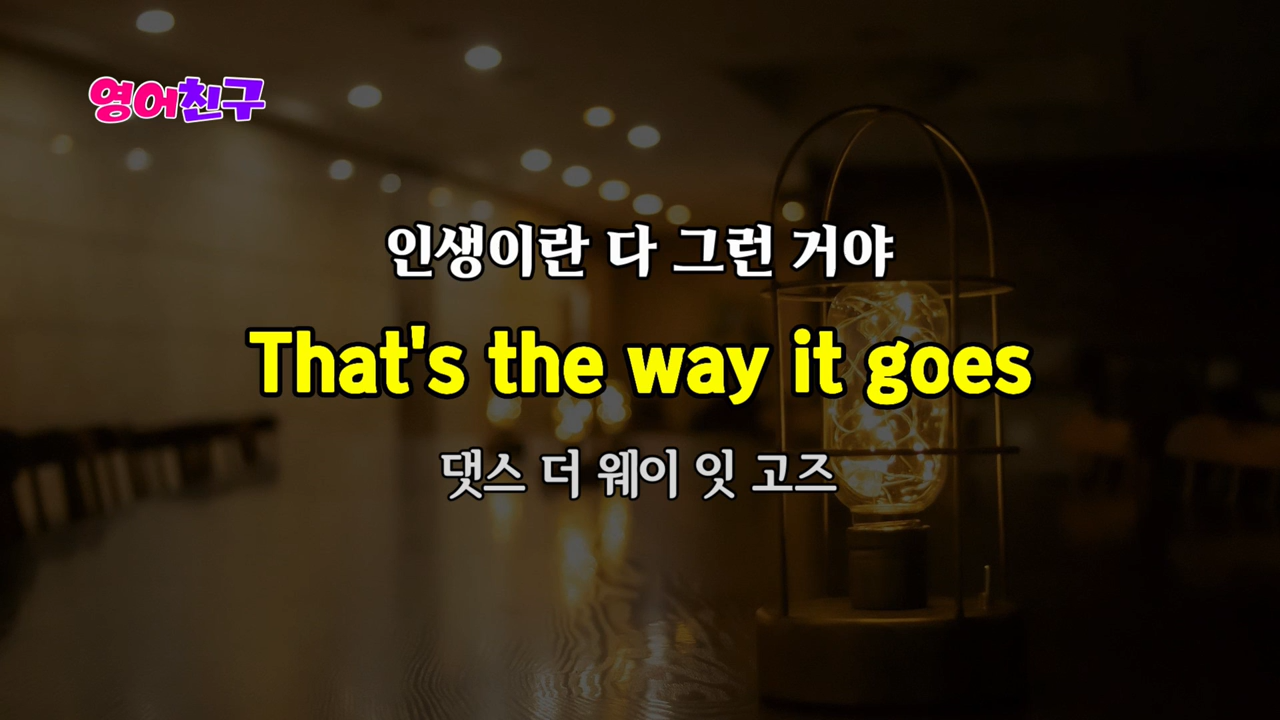 영어친구
인생이란 다 그런 거야
That's the way it goes
댓스 더 웨이 잇 고즈